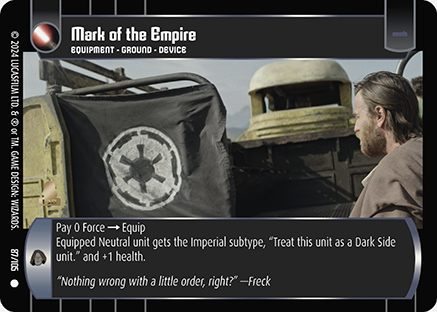 Mark of the Empire
EQUIPMENT - GROUND - DEVICE
Pay 0 Force → Equip
Equipped Neutral unit gets the Imperial subtype, “Treat this unit as a Dark Side
unit.” and +1 health.
“Nothing wrong with a little order, right?” —Freck
© 2024 LUCASFILM LTD. & ® or TM. GAME DESIGN: WIZARDS.
87/105